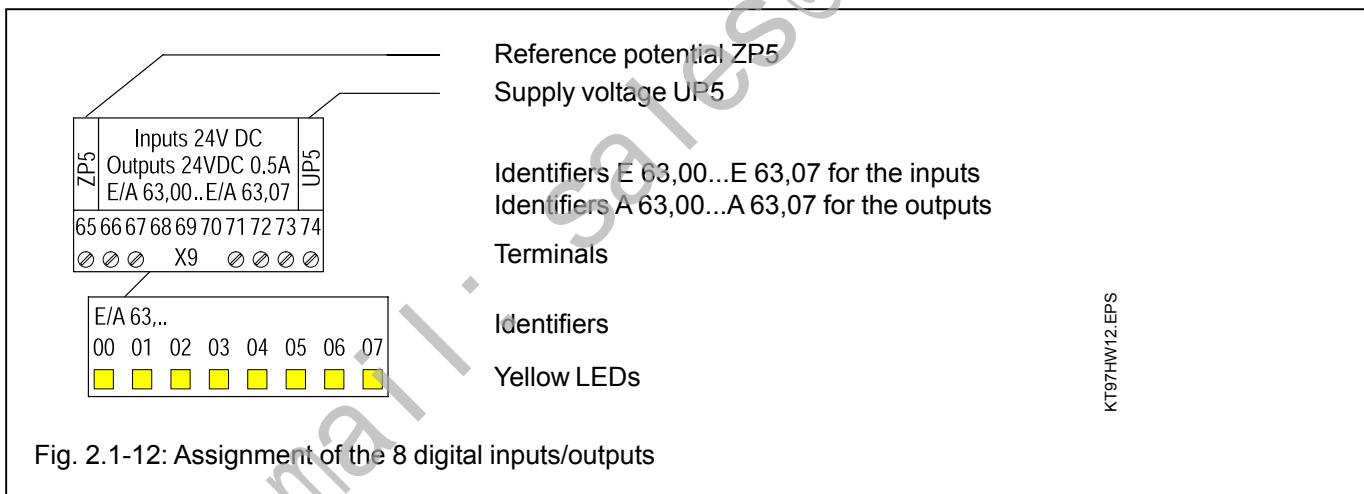 Reference potential ZP5
Supply voltage UP5
ZP5
Inputs 24V DC
Outputs 24VDC 0.5A
E/A 63,00..E/A 63,07
UP5
Identifiers E 63,00...E 63,07 for the inputs
Identifiers A 63,00...A 63,07 for the outputs
65 66 67 68 69 70 71 72 73 74
X9
Terminals
E/A 63,..
Identifiers
00 01 02 03 04 05 06 07
Yellow LEDs
KT97HW12.EPS
Fig. 2.1-12: Assignment of the 8 digital inputs/outputs
mail: sales@